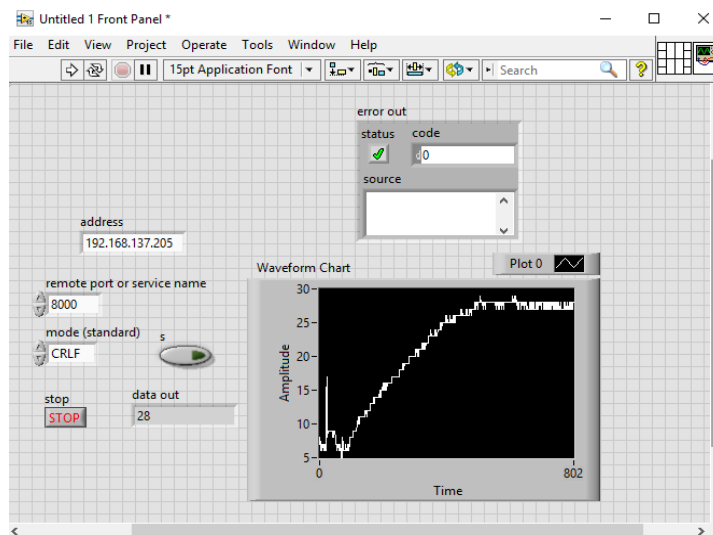 Untitled 1 Front Panel *
File Edit View Project Operate Tools Window Help
15pt Application Font Search
error out
status code
d 0
source
address
192.168.137.205
remote port or service name
8000
mode (standard) s
CRLF
stop data out
STOP 28
Waveform Chart Plot 0
30
25
20
15
10
5
Amplitude
0 802
Time